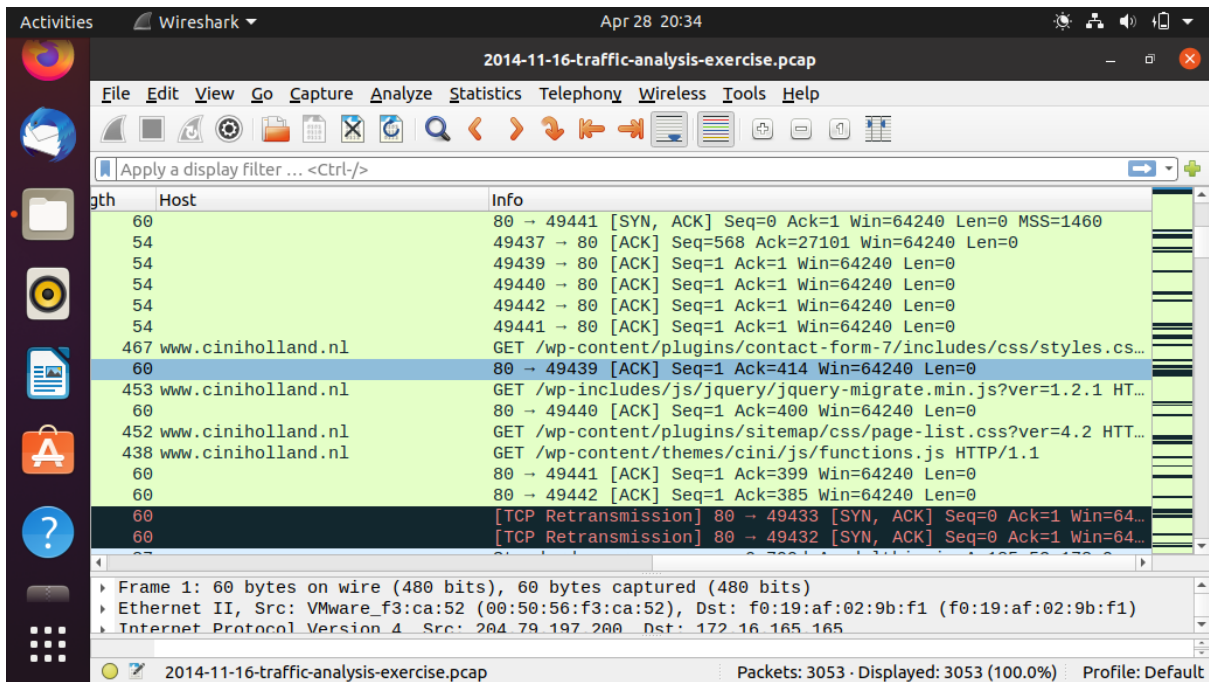 Activities Wireshark Apr 28 20:34
2014-11-16-traffic-analysis-exercise.pcap
File Edit View Go Capture Analyze Statistics Telephony Wireless Tools Help
Apply a display filter … <Ctrl-/>
gth Host Info
60 80 → 49441 [SYN, ACK] Seq=0 Ack=1 Win=64240 Len=0 MSS=1460
54 49437 → 80 [ACK] Seq=568 Ack=27101 Win=64240 Len=0
54 49439 → 80 [ACK] Seq=1 Ack=1 Win=64240 Len=0
54 49440 → 80 [ACK] Seq=1 Ack=1 Win=64240 Len=0
54 49442 → 80 [ACK] Seq=1 Ack=1 Win=64240 Len=0
54 49441 → 80 [ACK] Seq=1 Ack=1 Win=64240 Len=0
467 www.ciniholland.nl GET /wp-content/plugins/contact-form-7/includes/css/styles.cs…
60 80 → 49439 [ACK] Seq=1 Ack=414 Win=64240 Len=0
453 www.ciniholland.nl GET /wp-includes/js/jquery/jquery-migrate.min.js?ver=1.2.1 HT…
60 80 → 49440 [ACK] Seq=1 Ack=400 Win=64240 Len=0
452 www.ciniholland.nl GET /wp-content/plugins/sitemap/css/page-list.css?ver=4.2 HTT…
438 www.ciniholland.nl GET /wp-content/themes/cini/js/functions.js HTTP/1.1
60 80 → 49441 [ACK] Seq=1 Ack=399 Win=64240 Len=0
60 80 → 49442 [ACK] Seq=1 Ack=385 Win=64240 Len=0
60 [TCP Retransmission] 80 → 49433 [SYN, ACK] Seq=0 Ack=1 Win=64…
60 [TCP Retransmission] 80 → 49432 [SYN, ACK] Seq=0 Ack=1 Win=64…
Frame 1: 60 bytes on wire (480 bits), 60 bytes captured (480 bits)
Ethernet II, Src: VMware_f3:ca:52 (00:50:56:f3:ca:52), Dst: f0:19:af:02:9b:f1 (f0:19:af:02:9b:f1)
Internet Protocol Version 4, Src: 204.79.197.200, Dst: 172.16.165.165
2014-11-16-traffic-analysis-exercise.pcap Packets: 3053 · Displayed: 3053 (100.0%) Profile: Default